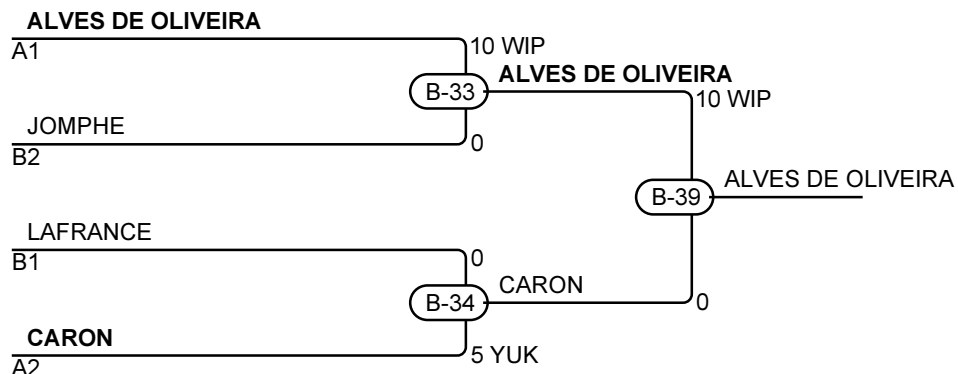 ALVES DE OLIVEIRA
A1
10 WIP
B-33
ALVES DE OLIVEIRA
10 WIP
JOMPHE
B2
0
B-39
ALVES DE OLIVEIRA
LAFRANCE
B1
0
B-34
CARON
0
CARON
A2
5 YUK